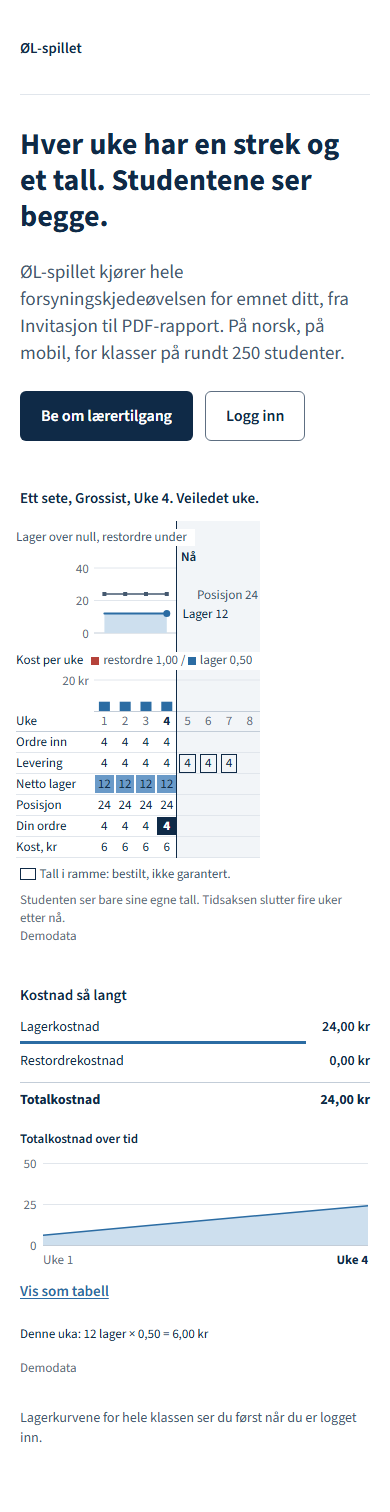 ØL-spillet
Hver uke har en strek og
et tall. Studentene ser
begge.
ØL-spillet kjører hele
forsyningskjedeøvelsen for emnet ditt, fra
Invitasjon til PDF-rapport. På norsk, på
mobil, for klasser på rundt 250 studenter.
Be om lærertilgang
Logg inn
Ett sete, Grossist, Uke 4. Veiledet uke.
Lager over null, restordre under
Nå
40
Posisjon 24
20
Lager 12
0
Kost per uke restordre 1,00 / lager 0,50
20 kr
Uke 1 2 3 4 5 6 7 8
Ordre inn 4 4 4 4
Levering 4 4 4 4 4 4 4
Netto lager 12 12 12 12
Posisjon 24 24 24 24
Din ordre 4 4 4 4
Kost, kr 6 6 6 6
Tall i ramme: bestilt, ikke garantert.
Studenten ser bare sine egne tall. Tidsaksen slutter fire uker
etter nå.
Demodata
Kostnad så langt
Lagerkostnad 24,00 kr
Restordrekostnad 0,00 kr
Totalkostnad 24,00 kr
Totalkostnad over tid
50
25
0
Uke 1 Uke 4
Vis som tabell
Denne uka: 12 lager × 0,50 = 6,00 kr
Demodata
Lagerkurvene for hele klassen ser du først når du er logget
inn.